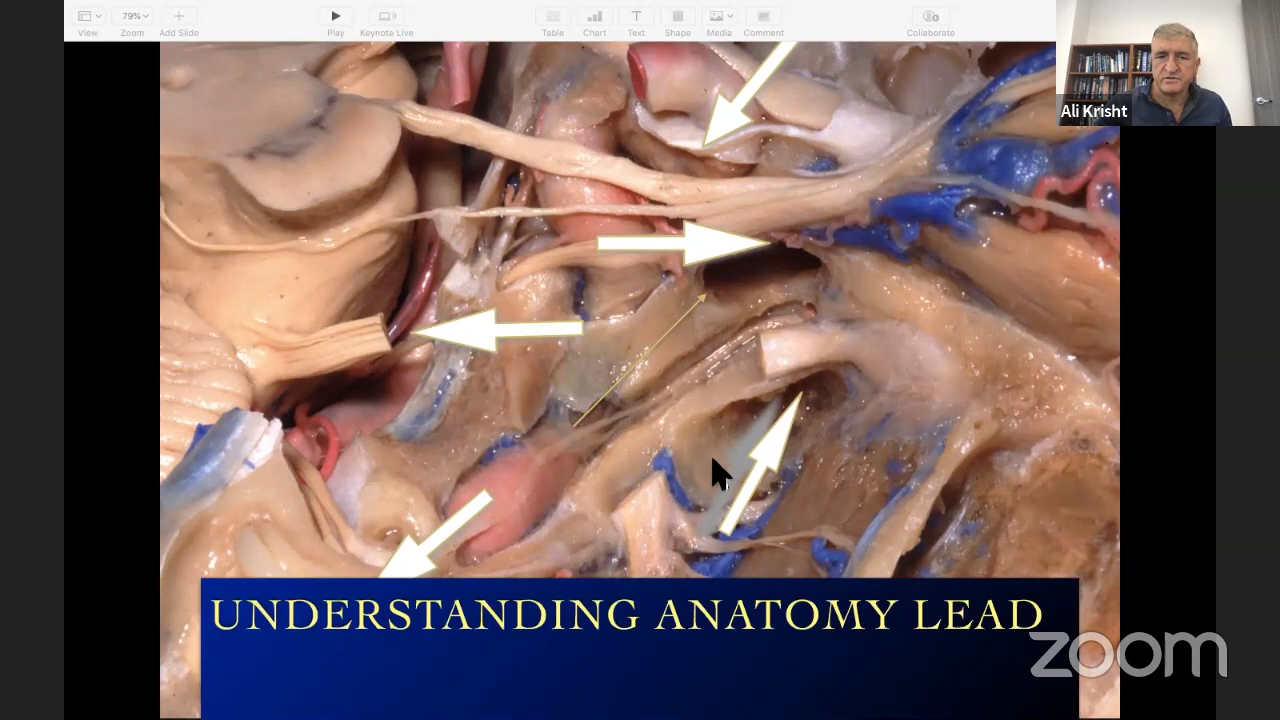 79%
View
Zoom
Add Slide
Play
Keynote Live
Table
Chart
Text
Shape
Media
Comment
Collaborate
Ali Krisht
UNDERSTANDING ANATOMY LEAD
zoom